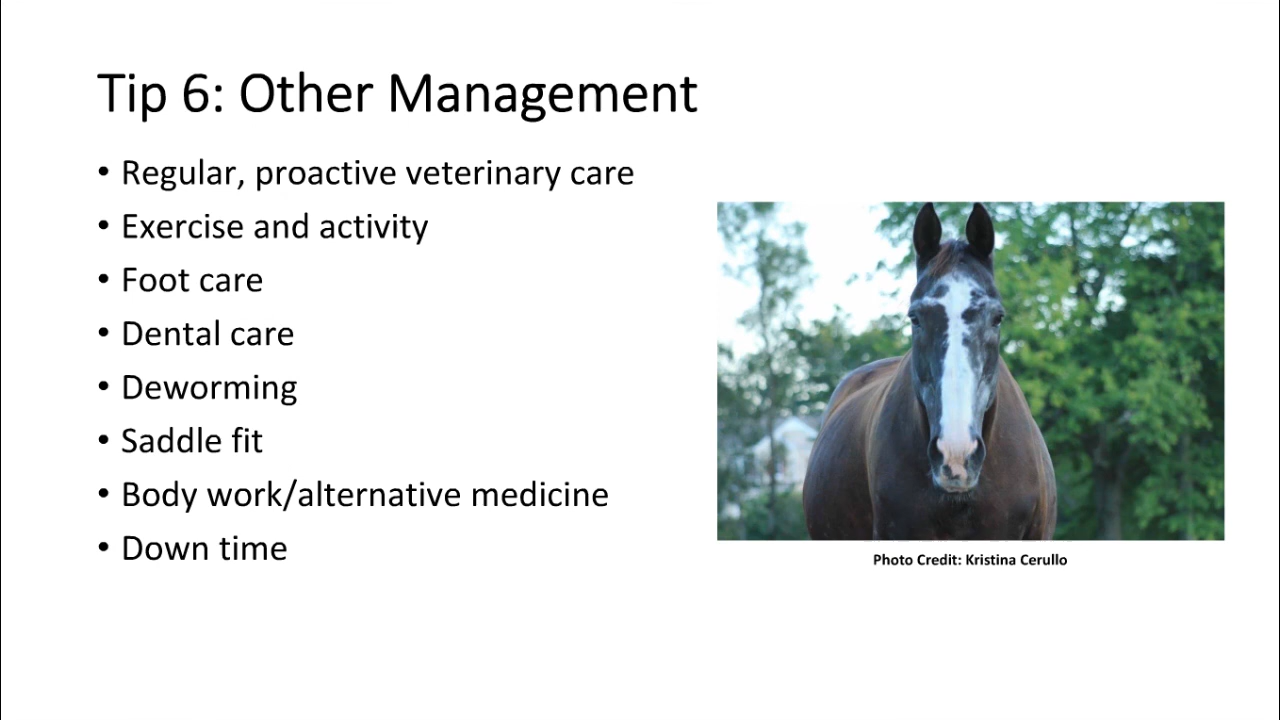 Tip 6: Other Management
• Regular, proactive veterinary care
• Exercise and activity
• Foot care
• Dental care
• Deworming
• Saddle fit
• Body work/alternative medicine
• Down time
Photo Credit: Kristina Cerullo